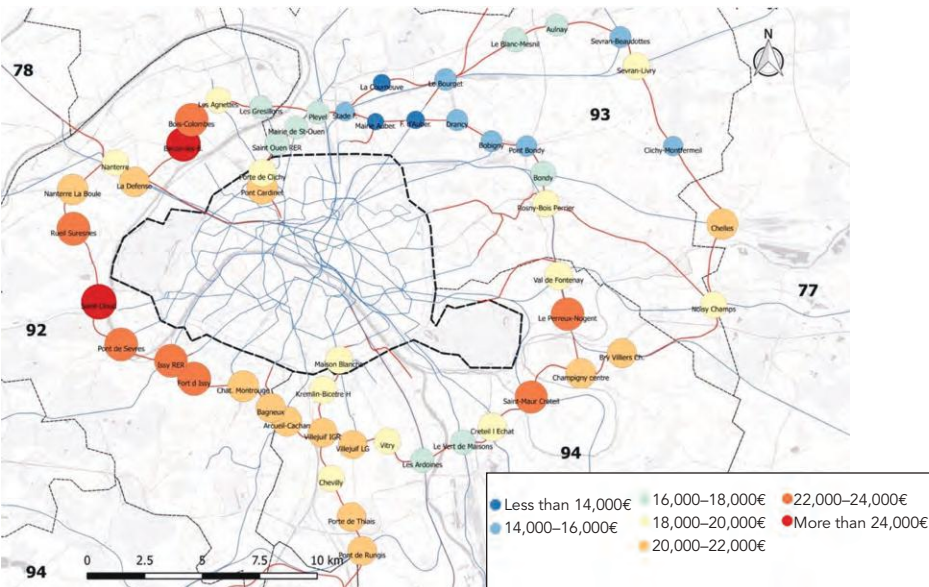 Aulnay
Le Blanc-Mesnil
Sevran-Beaudottes
N
78
Sevran-Livry
La Courneuve
Le Bourget
Les Agnettes
Les Gresillons
Pleyel
Stade F.
Bois-Colombes
Mairie Auber.
F. d'Auber.
Drancy
93
Mairie de St-Ouen
Becon-les-B.
Saint Ouen RER
Bobigny
Pont Bondy
Clichy-Montfermeil
Nanterre
La Defense
Porte de Clichy
Pont Cardinet
Bondy
Nanterre La Boule
Rosny-Bois Perrier
Rueil Suresnes
Chelles
Val de Fontenay
77
Saint-Cloud
Noisy Champs
92
Le Perreux-Nogent
Pont de Sevres
Issy RER
Maison Blanche
Bry Villiers Ch.
Fort d Issy
Champigny centre
Chat. Montrouge
Kremlin-Bicetre H
Saint-Maur Creteil
Bagneux
Arcueil-Cachan
Villejuif IGR
Creteil l Echat
Villejuif LG
Vitry
Le Vert de Maisons
94
Les Ardoines
Chevilly
Porte de Thiais
Pont de Rungis
0 2.5 5 7.5 10 km
94
Less than 14,000€
14,000–16,000€
16,000–18,000€
18,000–20,000€
20,000–22,000€
22,000–24,000€
More than 24,000€